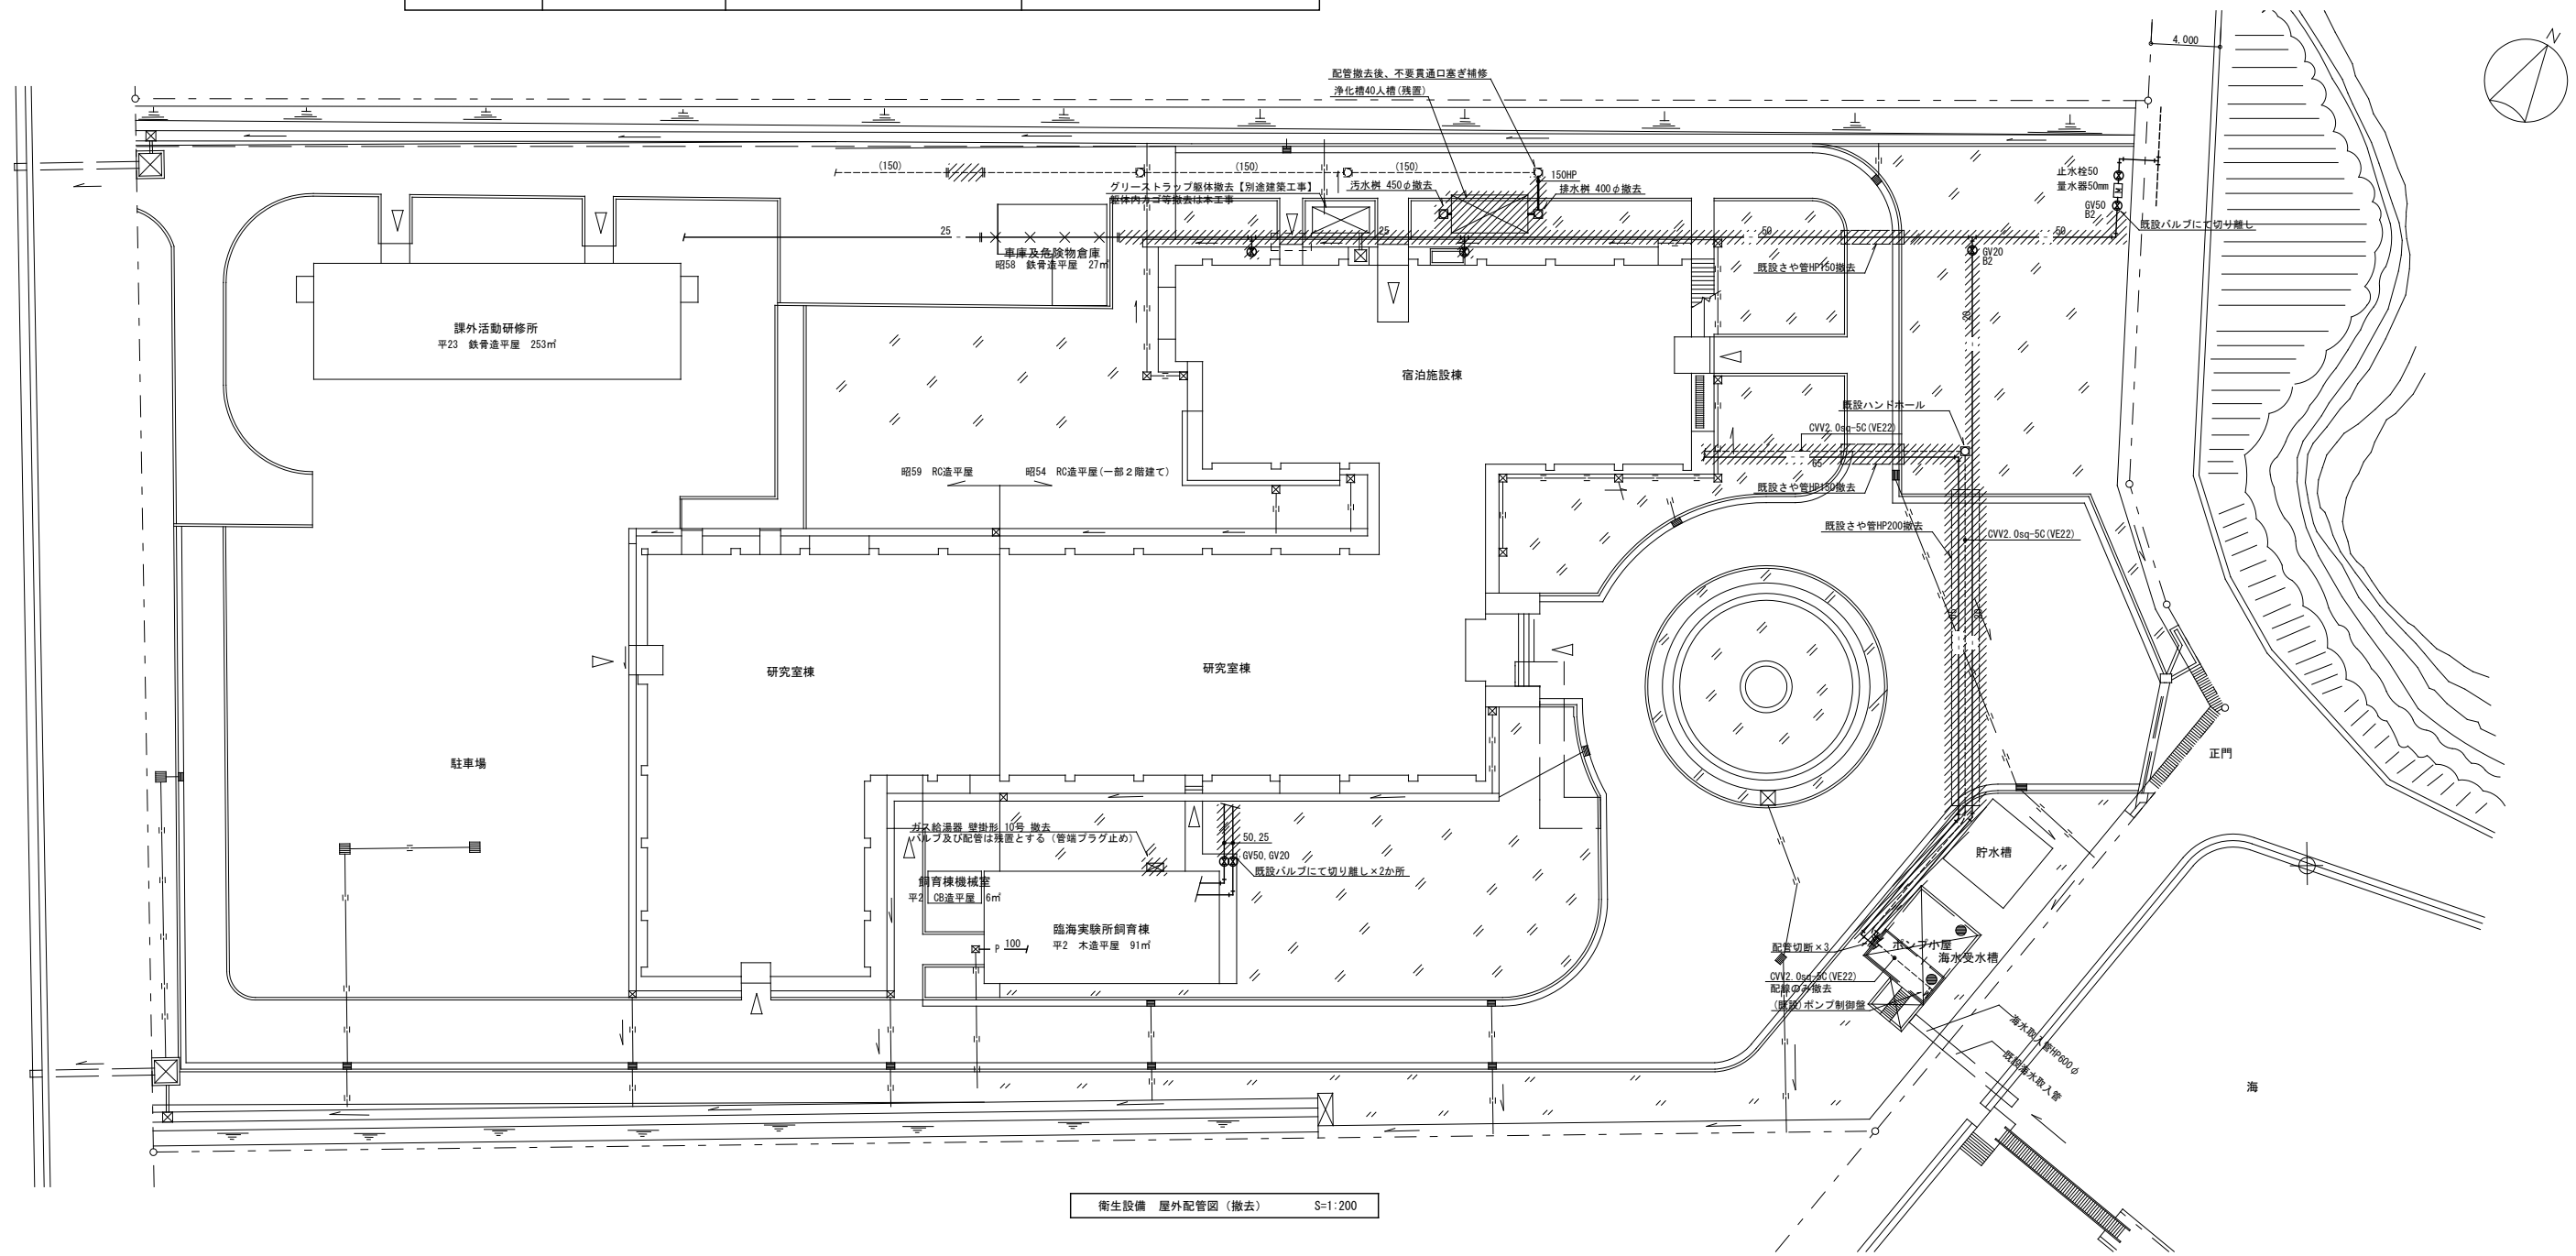 4,000
N
配管撤去後、不要貫通口塞ぎ補修
浄化槽40人槽(残置)
(150)
(150)
(150)
150HP
グリーストラップ躯体撤去【別途建築工事】
躯体内カゴ等撤去は本工事
汚水桝 450φ撤去
排水桝 400φ撤去
止水栓50
量水器50mm
M
GV50
B2
既設バルブにて切り離し
25
25
50
50
車庫及危険物倉庫
昭58 鉄骨造平屋 27㎡
既設さや管HP150撤去
GV20
B2
20
課外活動研修所
平23 鉄骨造平屋 253㎡
宿泊施設棟
既設ハンドホール
CVV2.0sq-5C(VE22)
65
昭59 RC造平屋
昭54 RC造平屋(一部２階建て)
既設さや管HP150撤去
既設さや管HP200撤去
CVV2.0sq-5C(VE22)
研究室棟
研究室棟
駐車場
正門
ガス給湯器 壁掛形 10号 撤去
バルブ及び配管は残置とする（管端プラグ止め）
50,25
GV50,GV20
既設バルブにて切り離し×2か所
貯水槽
飼育棟機械室
平2 CB造平屋 6㎡
臨海実験所飼育棟
平2 木造平屋 91㎡
P
100
配管切断×3
ポンプ小屋
海水受水槽
CVV2.0sq-5C(VE22)
配線のみ撤去
(既設)ポンプ制御盤
海水取入管HP600φ
既設海水取入管
海
衛生設備 屋外配管図（撤去） S=1:200